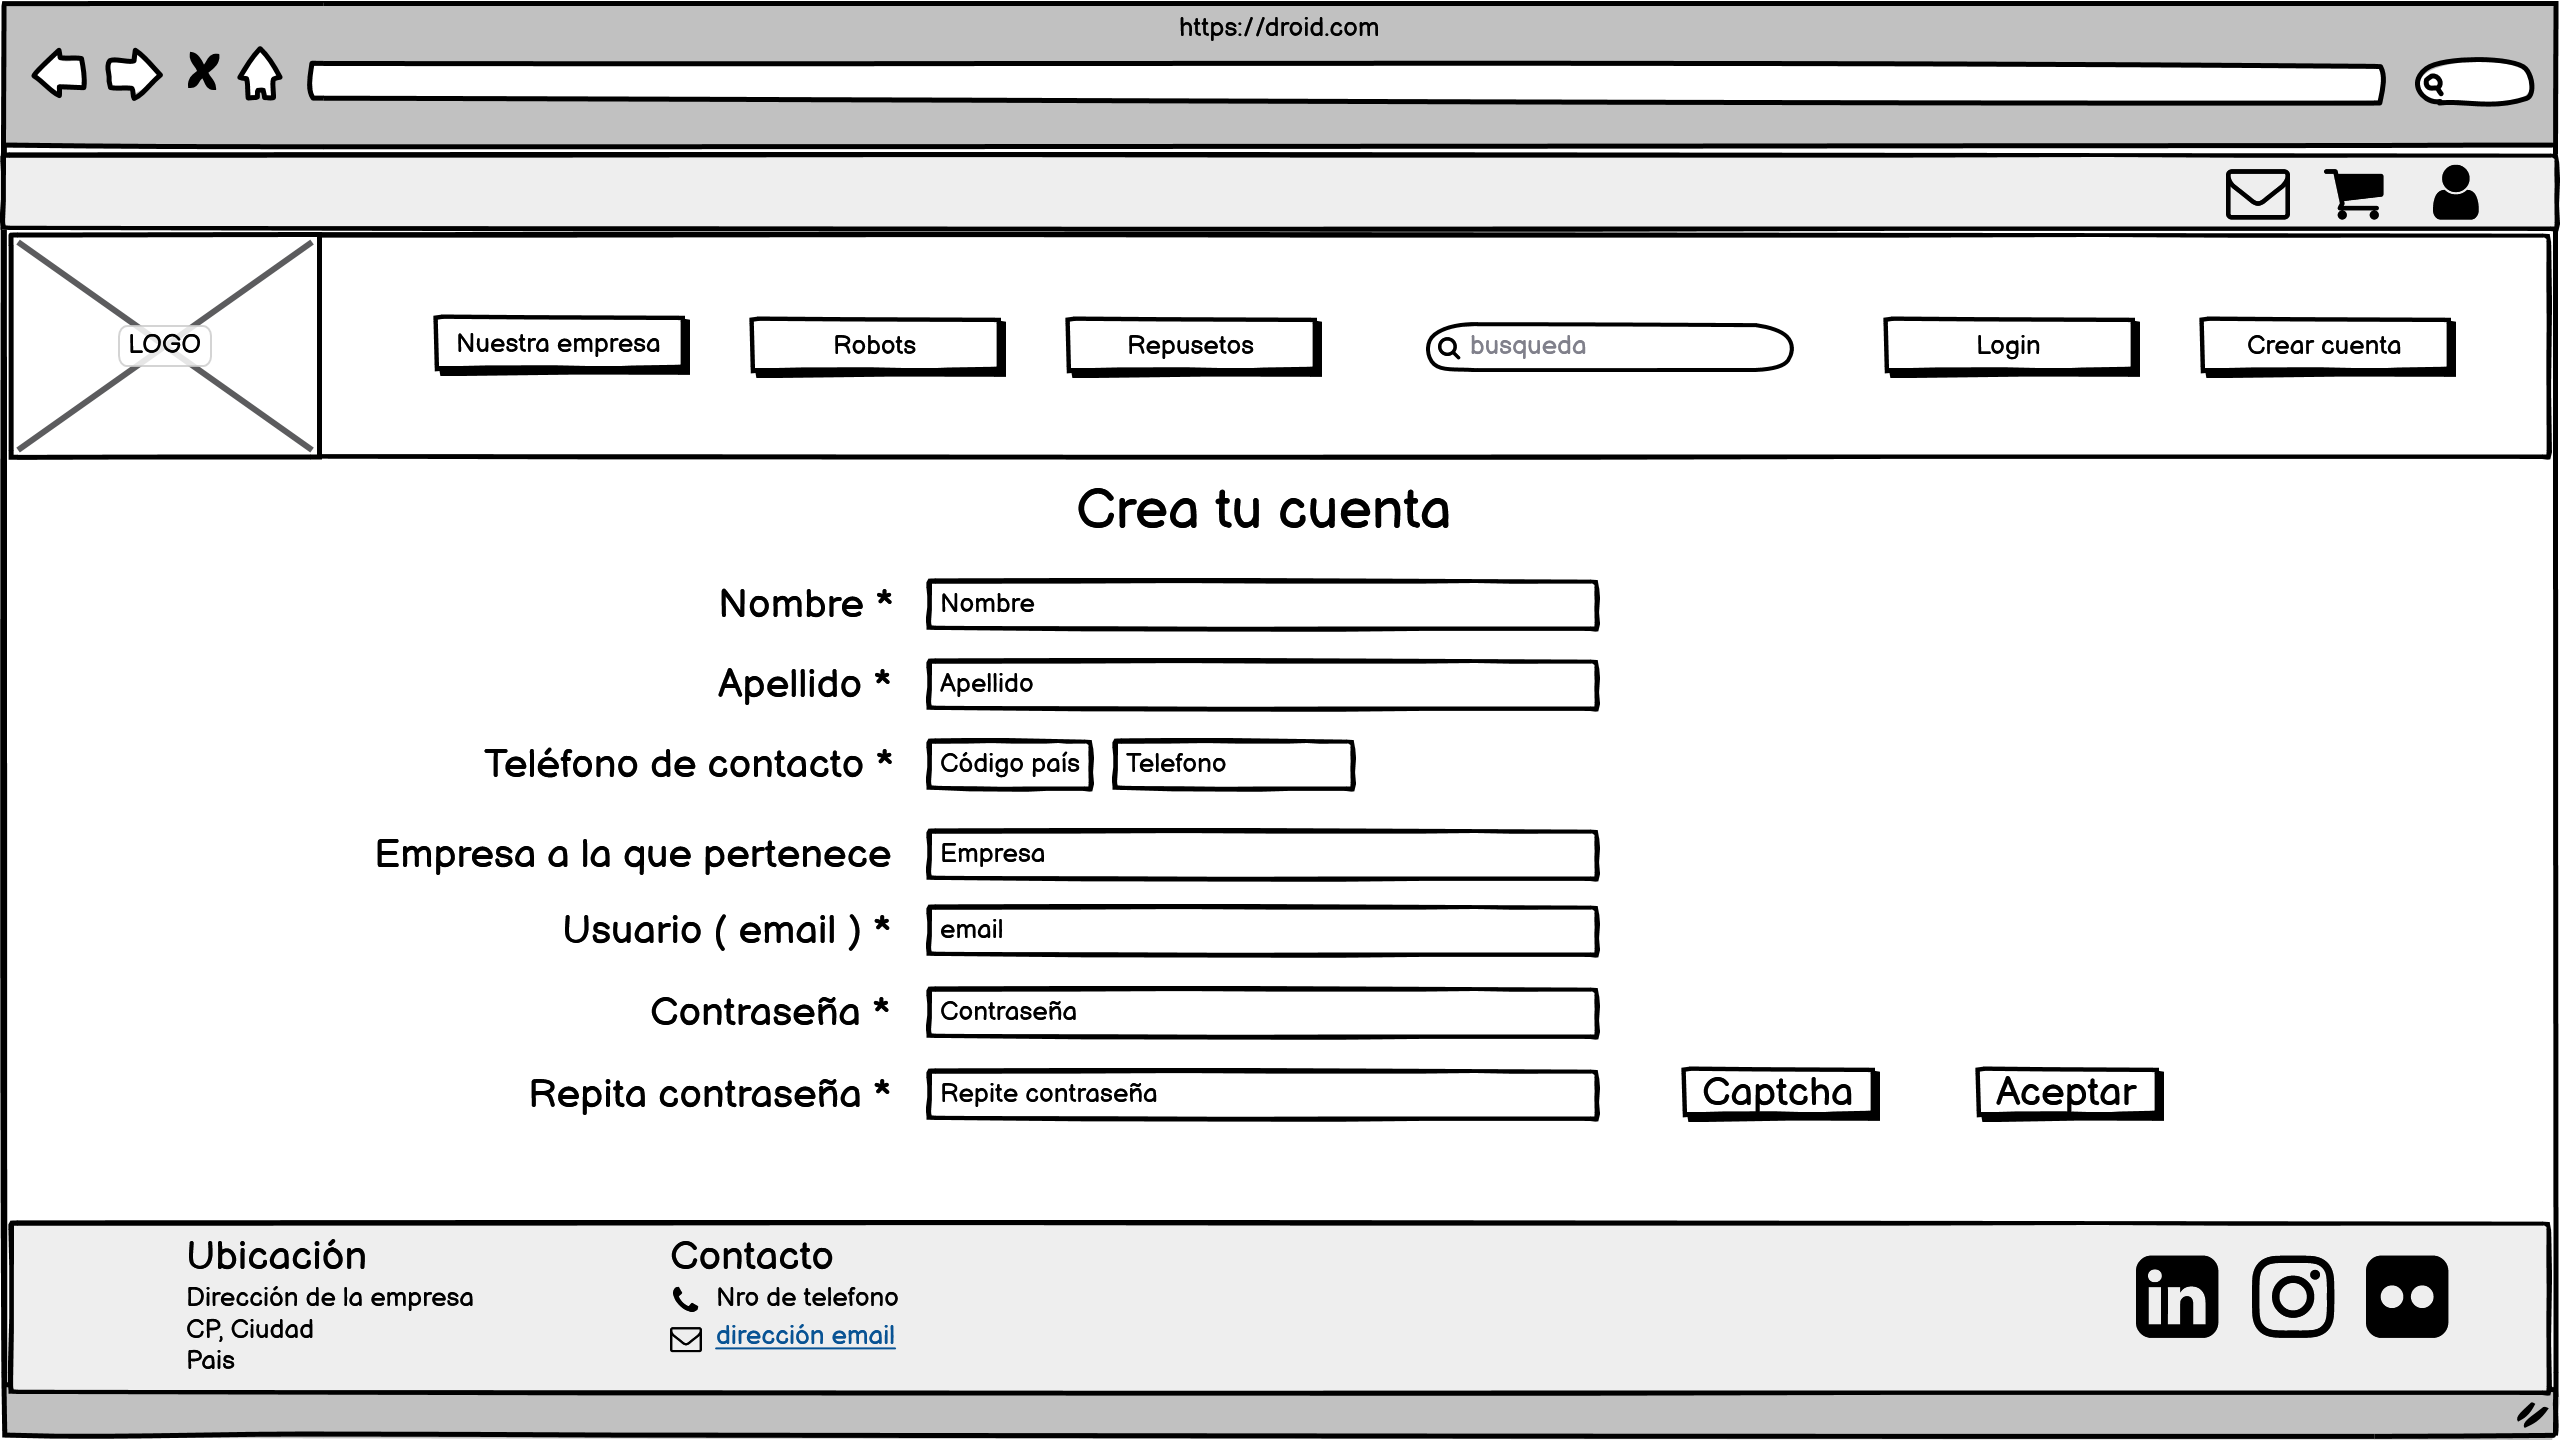 https://droid.com
LOGO
Nuestra empresa
Robots
Repusetos
busqueda
Login
Crear cuenta
Crea tu cuenta
Nombre * Nombre
Apellido * Apellido
Teléfono de contacto * Código país Telefono
Empresa a la que pertenece Empresa
Usuario ( email ) * email
Contraseña * Contraseña
Repita contraseña * Repite contraseña
Captcha
Aceptar
Ubicación
Dirección de la empresa
CP, Ciudad
Pais
Contacto
Nro de telefono
dirección email
in